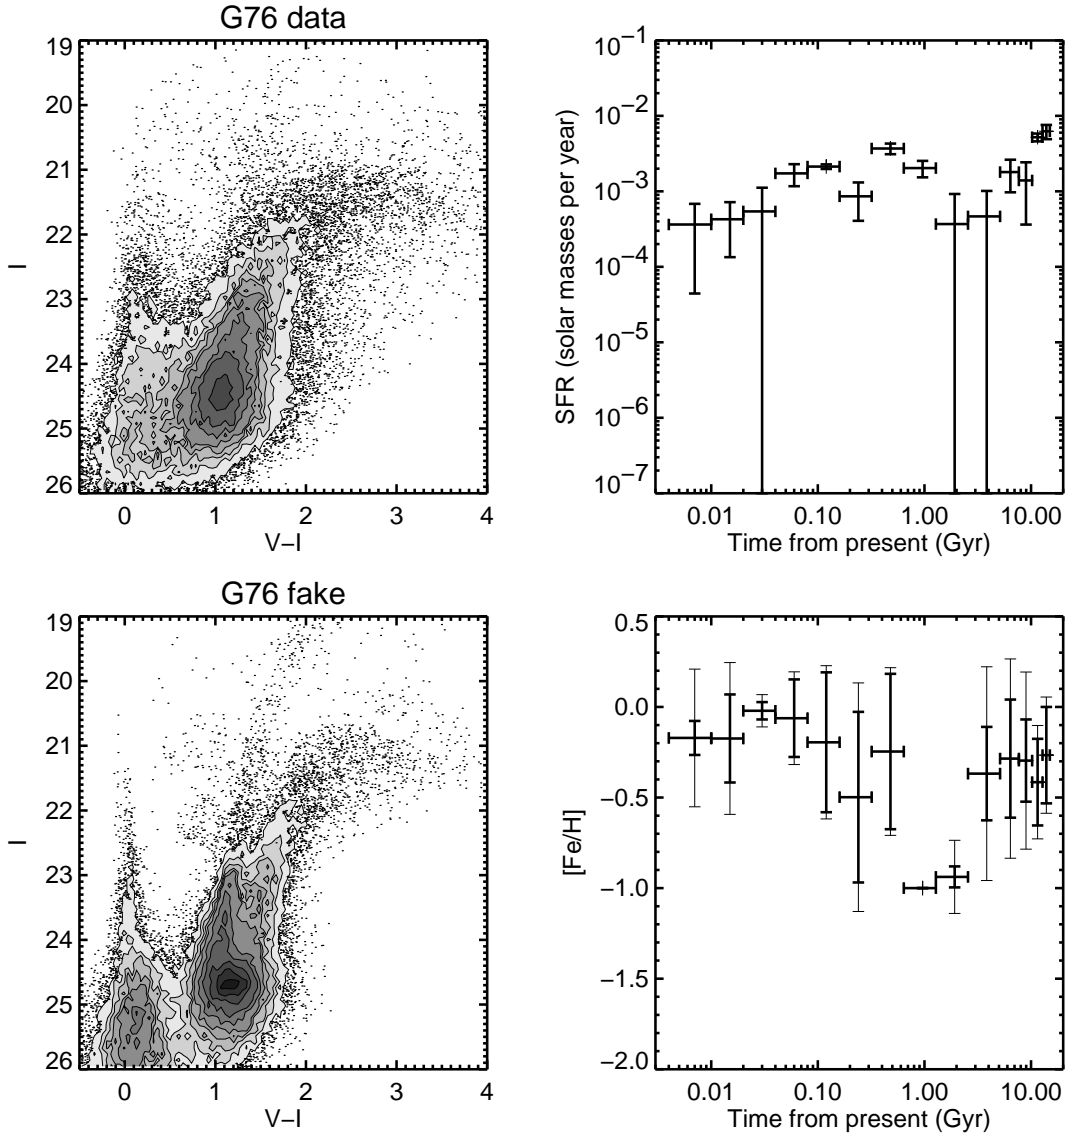 G76 data
19
20
21
22
23
24
25
26
I
0 1 2 3 4
V−I
10−1
10−2
10−3
10−4
10−5
10−6
10−7
SFR (solar masses per year)
0.01 0.10 1.00 10.00
Time from present (Gyr)
G76 fake
19
20
21
22
23
24
25
26
I
0 1 2 3 4
V−I
0.5
0.0
−0.5
−1.0
−1.5
−2.0
[Fe/H]
0.01 0.10 1.00 10.00
Time from present (Gyr)